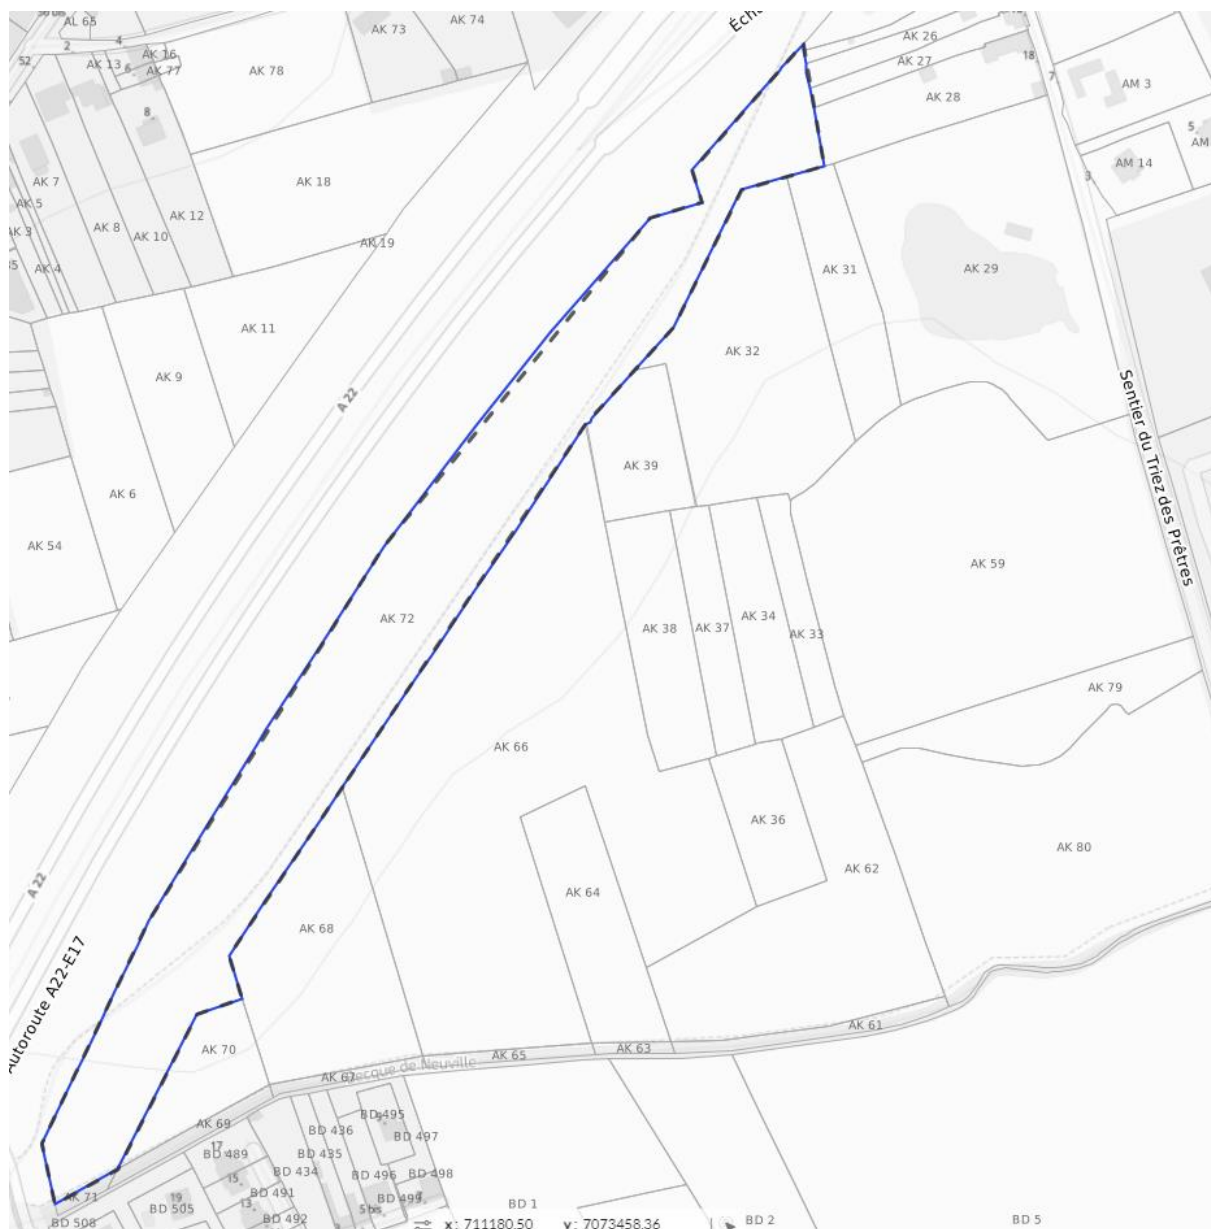 AL 65
AK 73
AK 74
Écha
2
4
AK 16
52
AK 13
6
AK 77
AK 78
AK 26
AK 27
18
7
AK 28
AM 3
8
5
AM
AM 14
3
AK 7
AK 18
AK 5
AK 12
AK 8
AK 3
AK 10
AK 19
AK 4
AK 31
AK 29
AK 11
AK 32
AK 9
A 22
Sentier du Triez des Prêtres
AK 39
AK 6
AK 54
AK 59
AK 72
AK 34
AK 38
AK 37
AK 33
AK 79
AK 66
AK 36
AK 80
A 22
AK 62
AK 64
AK 68
Autoroute A22-E17
AK 61
AK 70
AK 63
AK 65
AK 67
Becque de Neuville
AK 69
BD 495
BD 436
BD 497
17
BD 489
BD 435
BD 434
BD 496
BD 498
15
AK 71
19
BD 491
BD 499
BD 505
13
5 bis
BD 1
BD 508
BD 492
BD 2
BD 5
x: 711180.50 y: 7073458.36